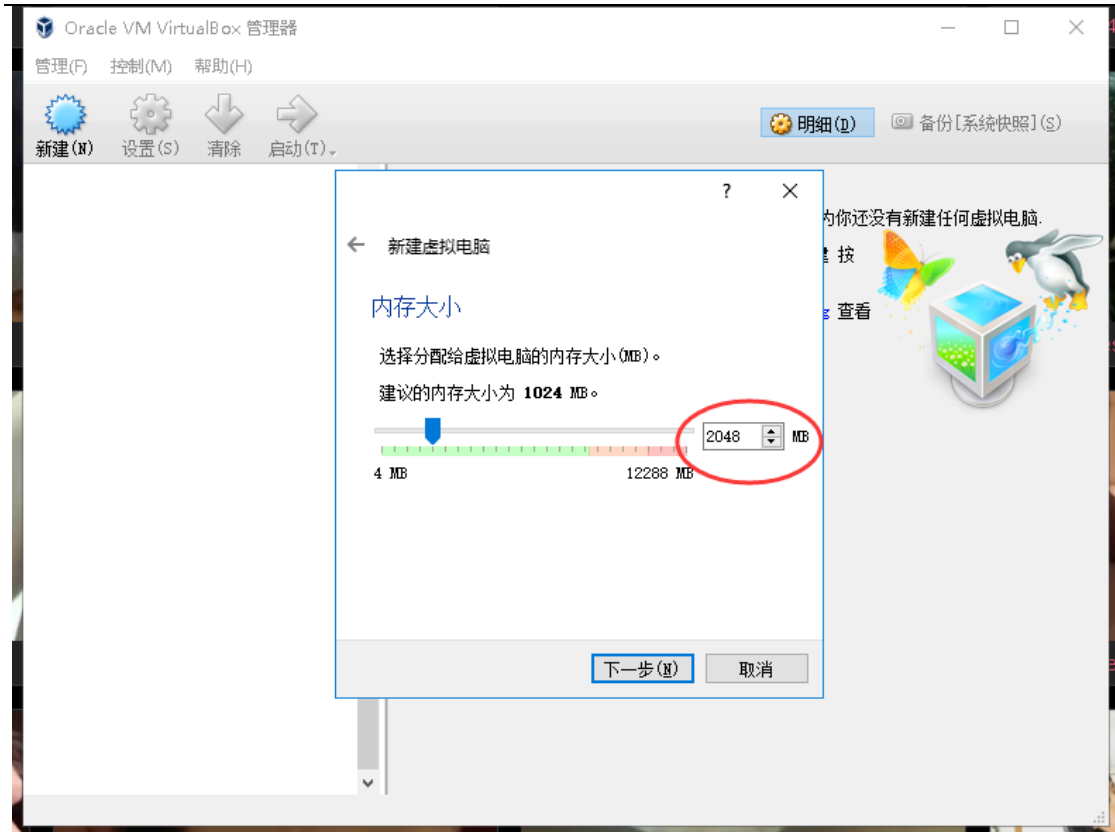 Oracle VM VirtualBox 管理器
管理(F) 控制(M) 帮助(H)
新建(N) 设置(S) 清除 启动(T)
明细(D) 备份[系统快照](S)
你还没有新建任何虚拟电脑.
按
查看
?
新建虚拟电脑
内存大小
选择分配给虚拟电脑的内存大小(MB)。
建议的内存大小为 1024 MB。
2048 MB
4 MB 12288 MB
下一步(N) 取消